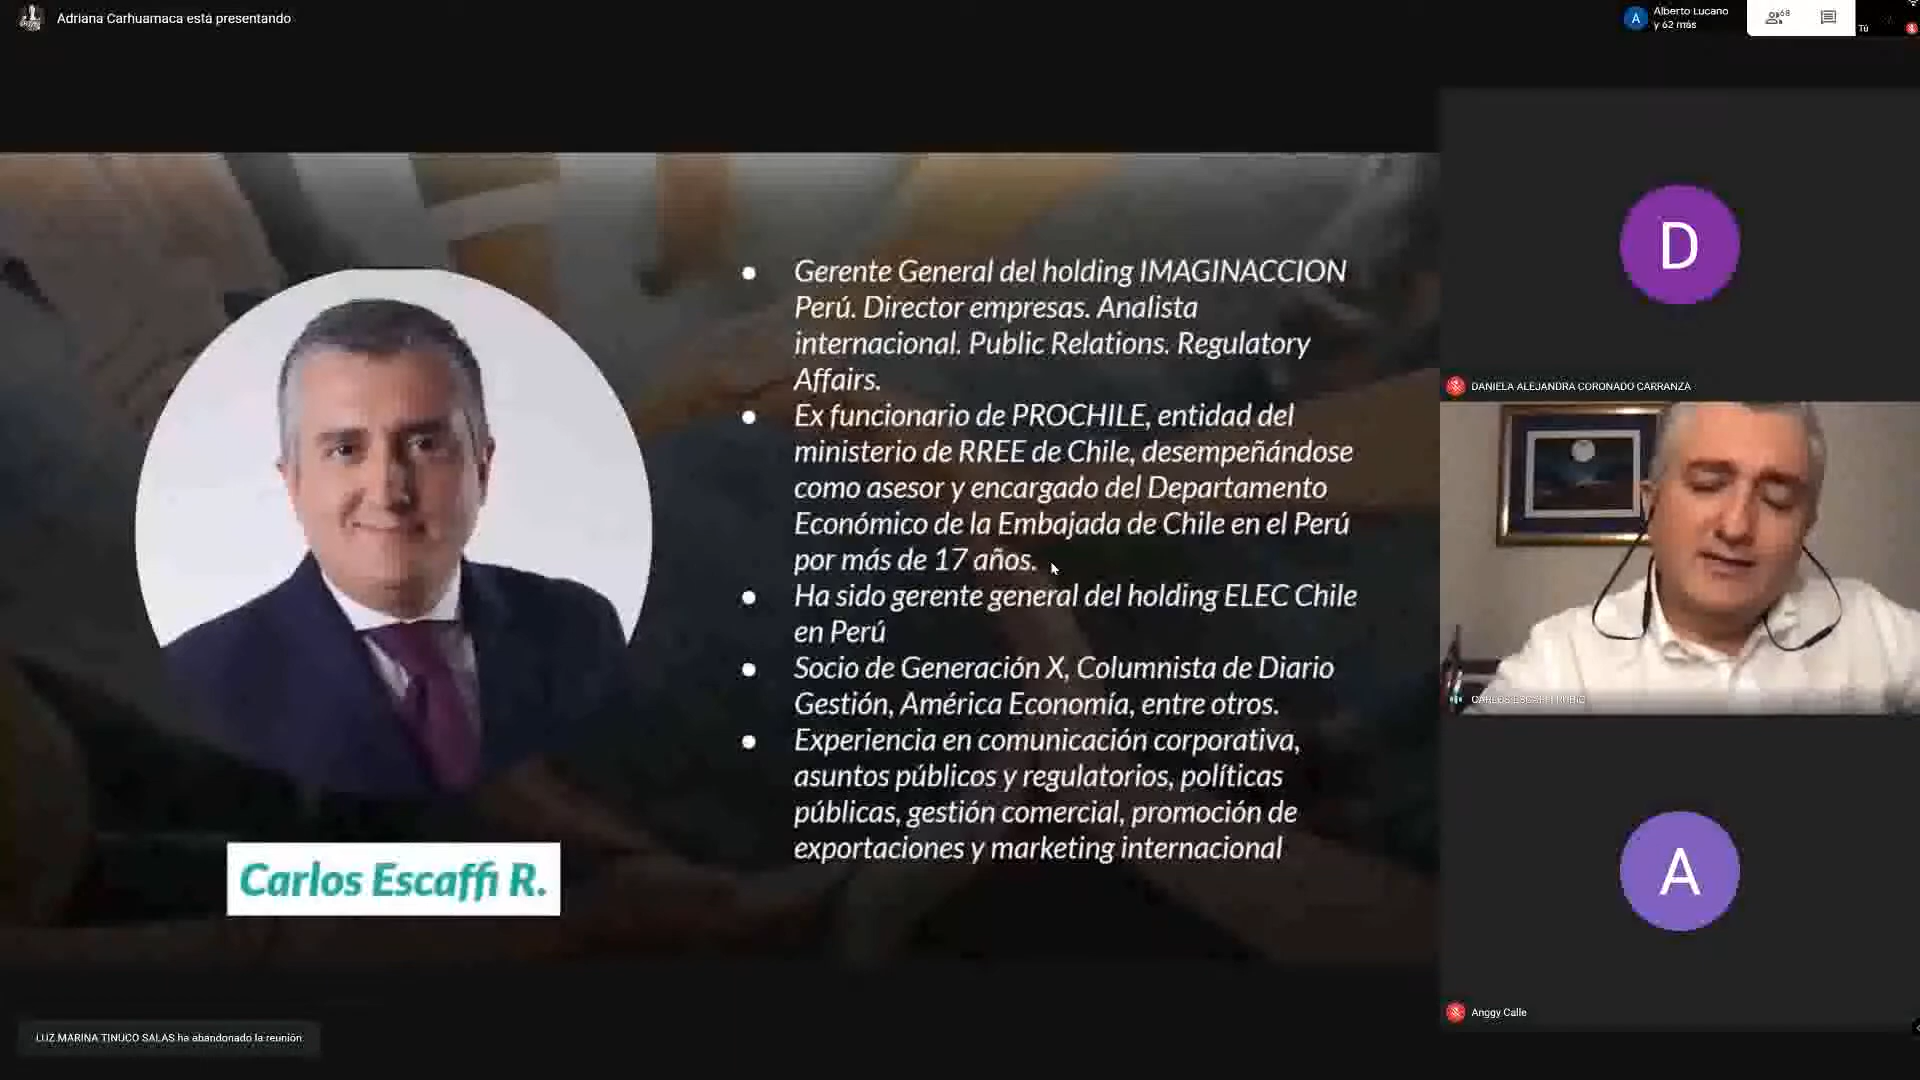 Adriana Carhuamaca está presentando
Alberto Lucano
y 62 más
68
Tú
Gerente General del holding IMAGINACCION
Perú. Director empresas. Analista
internacional. Public Relations. Regulatory
Affairs.
Ex funcionario de PROCHILE, entidad del
ministerio de RREE de Chile, desempeñándose
como asesor y encargado del Departamento
Económico de la Embajada de Chile en el Perú
por más de 17 años.
Ha sido gerente general del holding ELEC Chile
en Perú
Socio de Generación X, Columnista de Diario
Gestión, América Economía, entre otros.
Experiencia en comunicación corporativa,
asuntos públicos y regulatorios, políticas
públicas, gestión comercial, promoción de
exportaciones y marketing internacional
Carlos Escaffi R.
D
DANIELA ALEJANDRA CORONADO CARRANZA
CARLOS ESCAFFI RUBIO
A
Anggy Calle
LUZ MARINA TINUCO SALAS ha abandonado la reunión